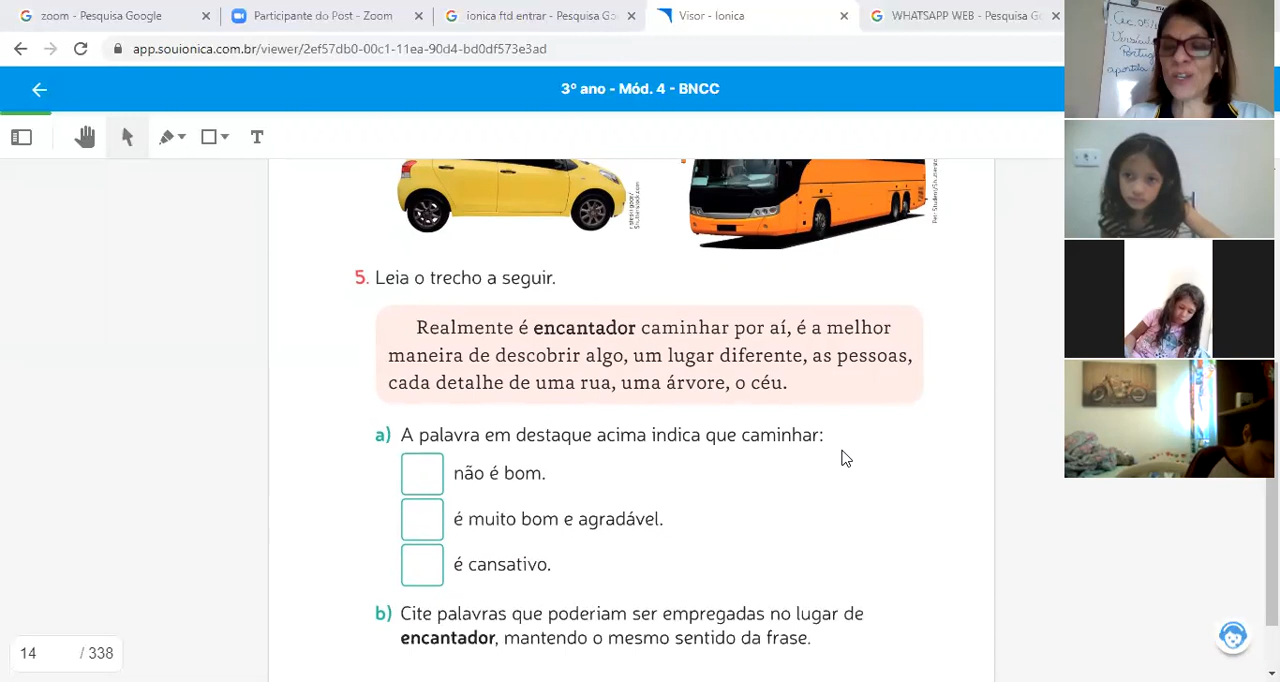 zoom - Pesquisa Google
Participante do Post - Zoom
ionica ftd entrar - Pesquisa Go
Visor - Ionica
WHATSAPP WEB - Pesquisa G
app.souionica.com.br/viewer/2ef57db0-00c1-11ea-90d4-bd0df573e3ad
3º ano - Mód. 4 - BNCC
T
Shutterstock.com
5. Leia o trecho a seguir.
Realmente é encantador caminhar por aí, é a melhor
maneira de descobrir algo, um lugar diferente, as pessoas,
cada detalhe de uma rua, uma árvore, o céu.
a) A palavra em destaque acima indica que caminhar:
não é bom.
é muito bom e agradável.
é cansativo.
b) Cite palavras que poderiam ser empregadas no lugar de
encantador, mantendo o mesmo sentido da frase.
14 / 338